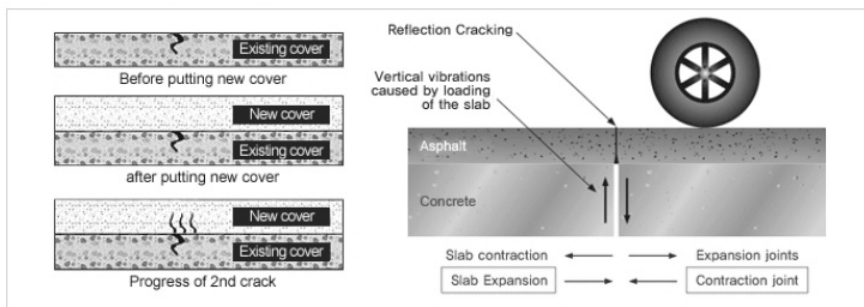 Existing cover
Before putting new cover
New cover
Existing cover
after putting new cover
New cover
Existing cover
Progress of 2nd crack
Reflection Cracking
Vertical vibrations
caused by loading
of the slab
Asphalt
Concrete
Slab contraction
Expansion joints
Slab Expansion
Contraction joint